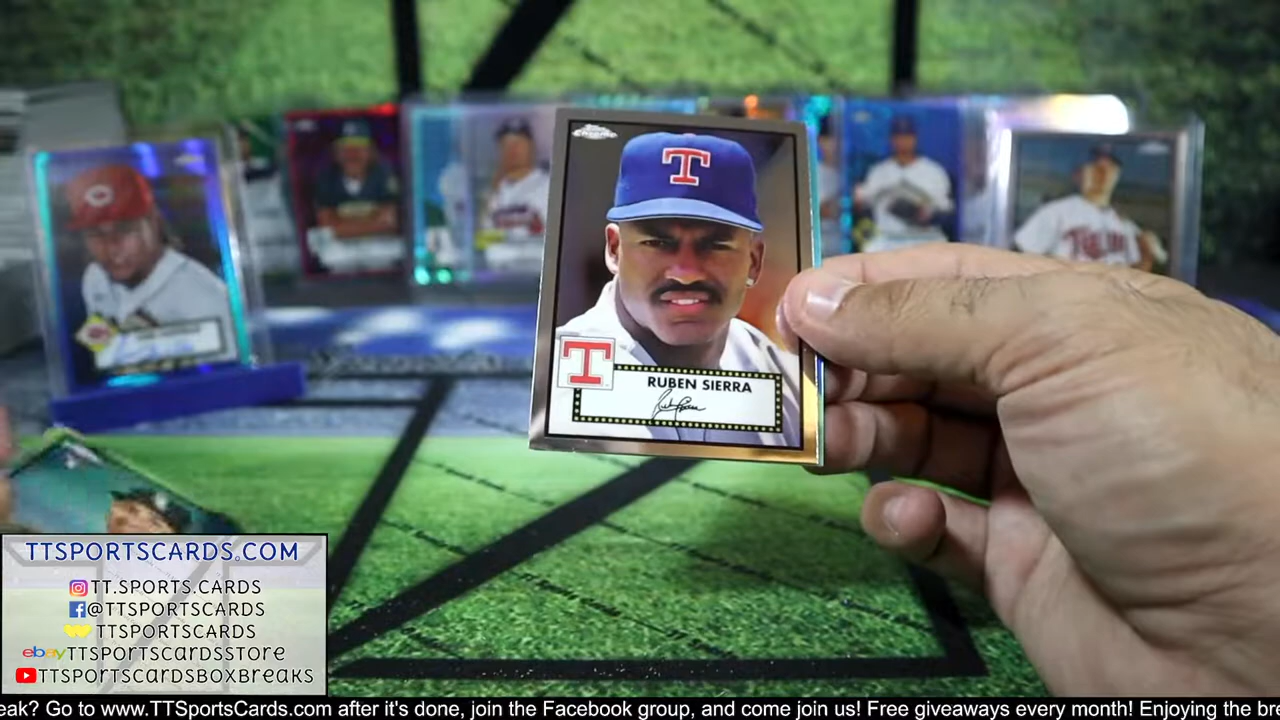 T
T
RUBEN SIERRA
TTSPORTSCARDS.COM
TT.SPORTS.CARDS
@TTSPORTSCARDS
TTSPORTSCARDS
ebay TTSPORTSCARDSSTORE
TTSPORTSCARDSBOXBREAKS
eak? Go to www.TTSportsCards.com after it's done, join the Facebook group, and come join us! Free giveaways every month! Enjoying the bre